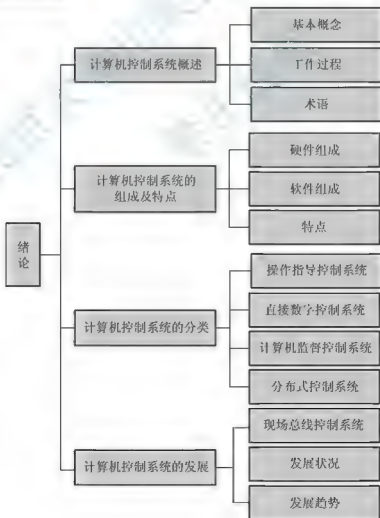 绪
论
计算机控制系统概述
基本概念
工作过程
术语
计算机控制系统的
组成及特点
硬件组成
软件组成
特点
计算机控制系统的分类
操作指导控制系统
直接数字控制系统
计算机监督控制系统
分布式控制系统
计算机控制系统的发展
现场总线控制系统
发展状况
发展趋势